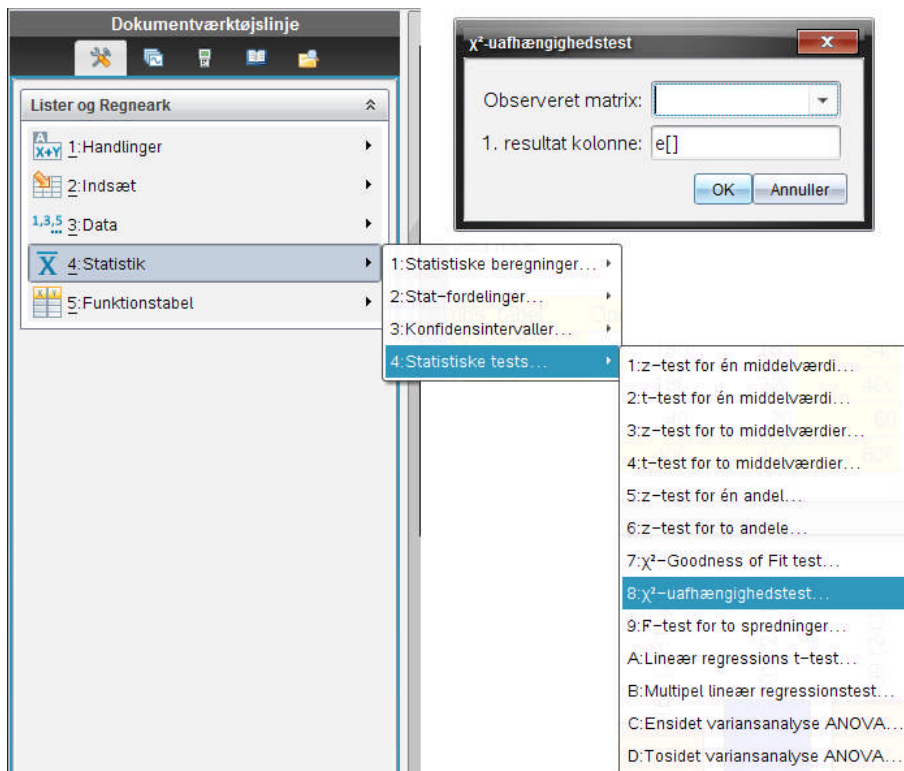 Dokumentværktøjslinje
Lister og Regneark
1:Handlinger
2:Indsæt
1,3,5 3:Data
4:Statistik
5:Funktionstabel
χ²-uafhængighedstest
Observeret matrix:
1. resultat kolonne: e[]
OK Annuller
1:Statistiske beregninger...
2:Stat-fordelinger...
3:Konfidensintervaller...
4:Statistiske tests...
1:z-test for én middelværdi...
2:t-test for én middelværdi...
3:z-test for to middelværdier...
4:t-test for to middelværdier...
5:z-test for én andel...
6:z-test for to andele...
7:χ²-Goodness of Fit test...
8:χ²-uafhængighedstest...
9:F-test for to spredninger...
A:Lineær regressions t-test...
B:Multipel lineær regressionstest...
C:Ensidet variansanalyse ANOVA...
D:Tosidet variansanalyse ANOVA...